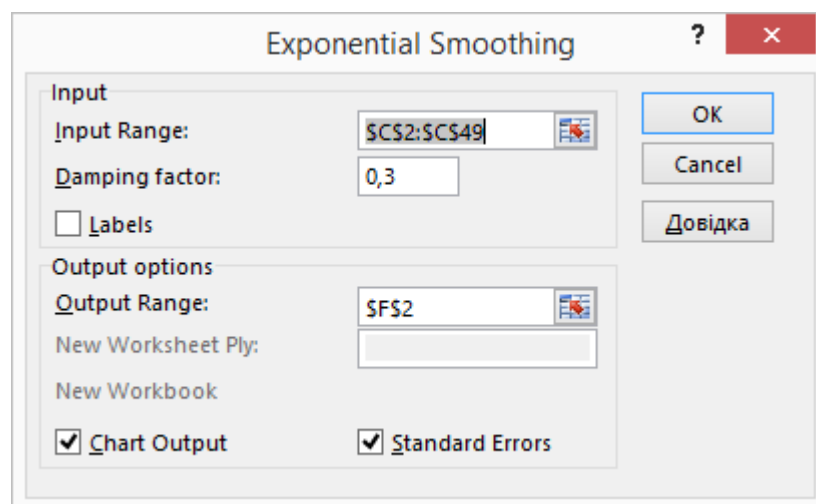 Exponential Smoothing
? ×
Input
Input Range: $C$2:$C$49
OK
Damping factor: 0,3
Cancel
Labels
Довідка
Output options
Output Range: $F$2
New Worksheet Ply:
New Workbook
Chart Output Standard Errors